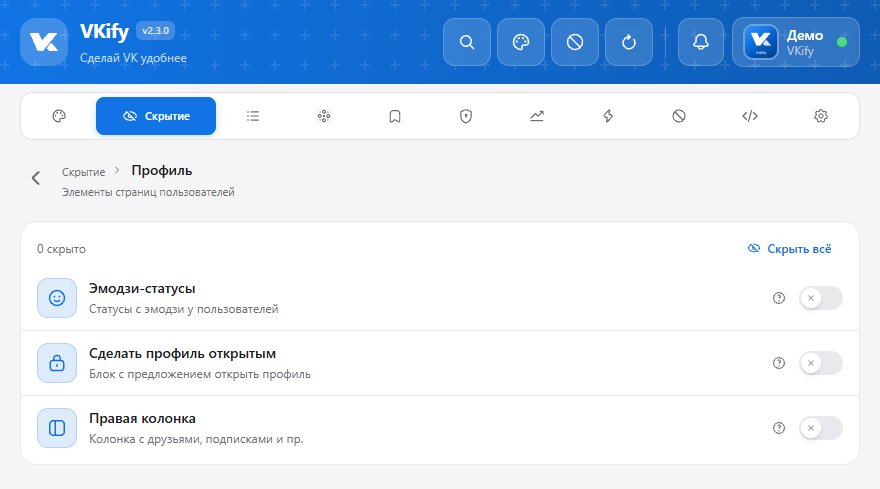 VKify v2.3.0
Сделай VK удобнее
Демо
VKify
Скрытие
Скрытие > Профиль
Элементы страниц пользователей
0 скрыто
Скрыть всё
Эмодзи-статусы
Статусы с эмодзи у пользователей
Сделать профиль открытым
Блок с предложением открыть профиль
Правая колонка
Колонка с друзьями, подписками и пр.